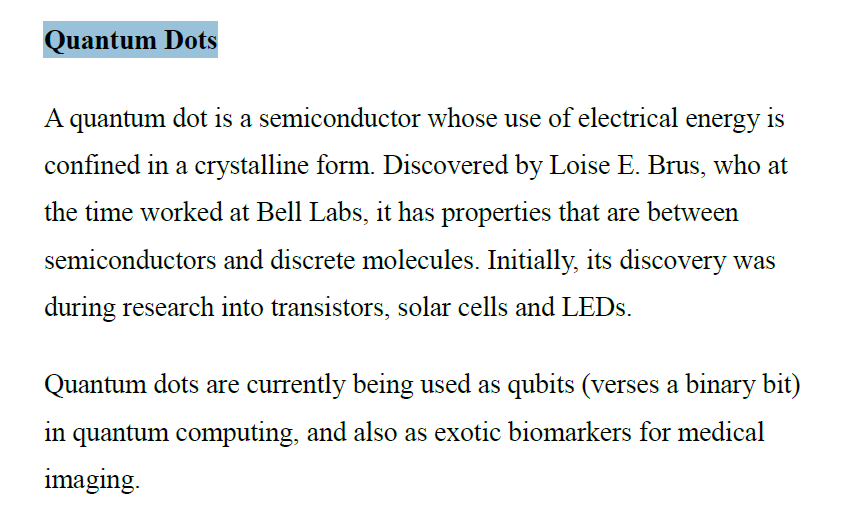 Quantum Dots
A quantum dot is a semiconductor whose use of electrical energy is
confined in a crystalline form. Discovered by Loise E. Brus, who at
the time worked at Bell Labs, it has properties that are between
semiconductors and discrete molecules. Initially, its discovery was
during research into transistors, solar cells and LEDs.
Quantum dots are currently being used as qubits (verses a binary bit)
in quantum computing, and also as exotic biomarkers for medical
imaging.